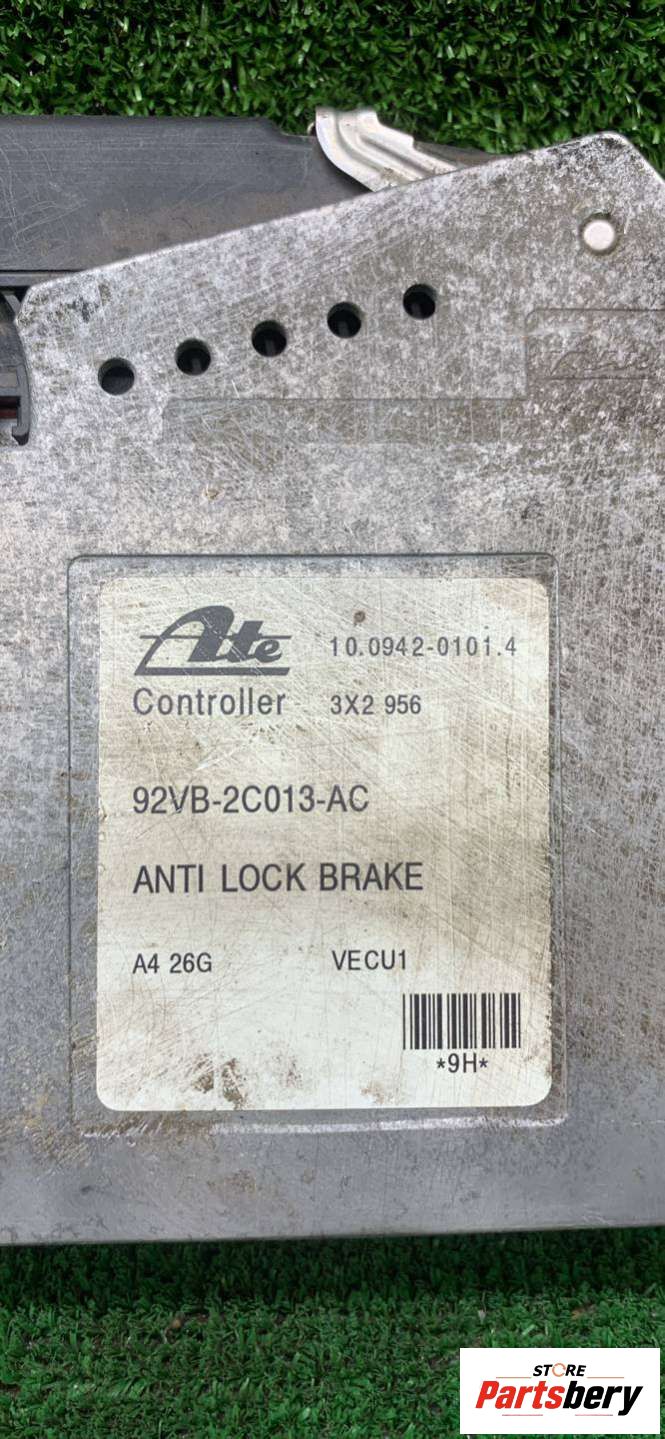 Ate 10.0942-0101.4
Controller 3X2 956
92VB-2C013-AC
ANTI LOCK BRAKE
A4 26G VECU1
*9H*
STORE
Partsbery